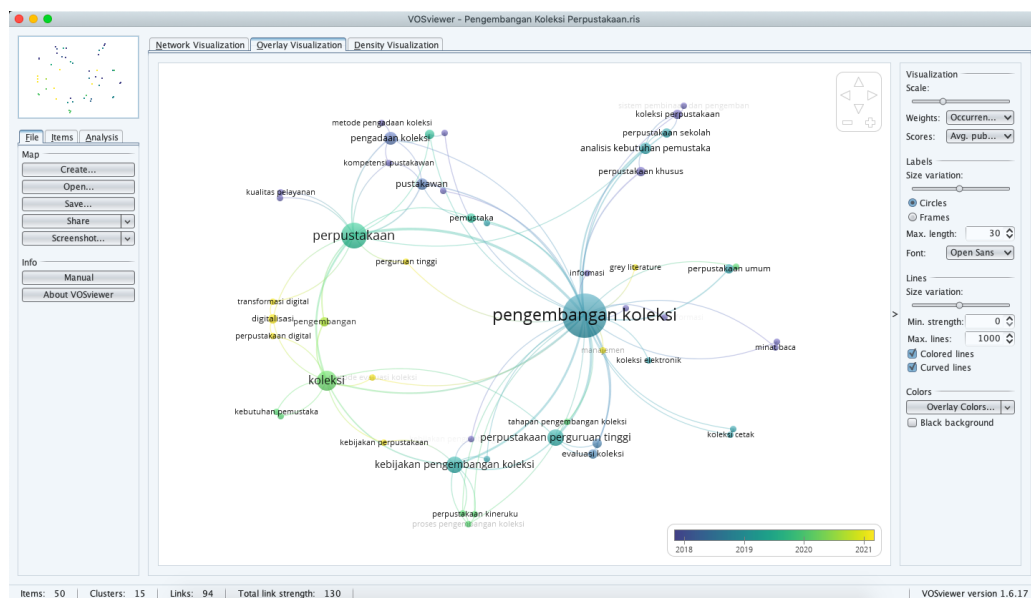 VOSviewer - Pengembangan Koleksi Perpustakaan.ris
Network Visualization
Overlay Visualization
Density Visualization
File
Items
Analysis
Map
Create...
Open...
Save...
Share
Screenshot...
Info
Manual
About VOSviewer
metode pengadaan koleksi
pengadaan koleksi
kompetensi pustakawan
pustakawan
kualitas pelayanan
pemustaka
perpustakaan
perguruan tinggi
transformasi digital
digitalisasi
pengembangan
perpustakaan digital
koleksi
kebutuhan pemustaka
kebijakan perpustakaan
kebijakan pengembangan koleksi
perpustakaan kineruku
proses pengembangan koleksi
koleksi perpustakaan
perpustakaan sekolah
analisis kebutuhan pemustaka
perpustakaan khusus
informasi
grey literature
perpustakaan umum
pengembangan koleksi
manajemen
koleksi elektronik
minat baca
tahapan pengembangan koleksi
perpustakaan perguruan tinggi
evaluasi koleksi
koleksi cetak
2018
2019
2020
2021
Visualization
Scale:
Weights:
Occurren...
Scores:
Avg. pub...
Labels
Size variation:
Circles
Frames
Max. length:
30
Font:
Open Sans
Lines
Size variation:
Min. strength:
0
Max. lines:
1000
Colored lines
Curved lines
Colors
Overlay Colors...
Black background
>
Items: 50
Clusters: 15
Links: 94
Total link strength: 130
VOSviewer version 1.6.17